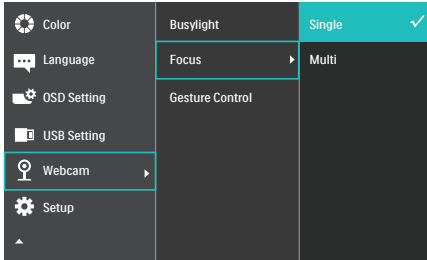 Color
Language
OSD Setting
USB Setting
Webcam
Setup
Busylight
Focus
Gesture Control
Single
Multi